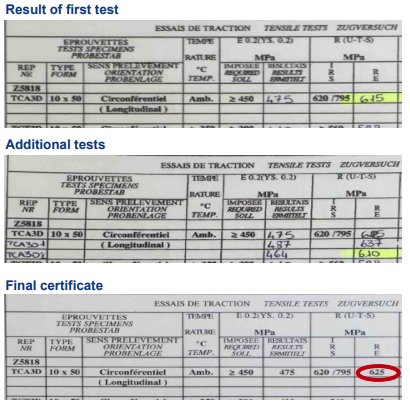 Result of first test
ESSAIS DE TRACTION TENSILE TESTS ZUGVERSUCH
EPROUVETTES TEMPE E 0.2(YS. 0.2) R (U-T-S)
TESTS SPECIMENS
PROBESTAB RATURE MPa MPa
REP TYPE SENS PRELEVEMENT °C IMPOSEE RESULTATS I R
NR FORM ORIENTATION REQUIRED RESULTS R E
PROBENLAGE TEMP. SOLL ERMITTELT S
Z5818
TCA3D 10 x 50 Circonférentiel Amb. ≥ 450 475 620 /795 615
( Longitudinal )
Additional tests
ESSAIS DE TRACTION TENSILE TESTS ZUGVERSUCH
EPROUVETTES TEMPE E 0.2(YS. 0.2) R (U-T-S)
TESTS SPECIMENS
PROBESTAB RATURE MPa MPa
REP TYPE SENS PRELEVEMENT °C IMPOSEE RESULTATS I R
NR FORM ORIENTATION REQUIRED RESULTS R E
PROBENLAGE TEMP. SOLL ERMITTELT S
Z5818
TCA3D 10 x 50 Circonférentiel Amb. ≥ 450 475 620 /795
TCA3D1 ( Longitudinal ) 487 637
TCA3D2 464 610
Final certificate
ESSAIS DE TRACTION TENSILE TESTS ZUGVERSUCH
EPROUVETTES TEMPE E 0.2(YS. 0.2) R (U-T-S)
TESTS SPECIMENS
PROBESTAB RATURE MPa MPa
REP TYPE SENS PRELEVEMENT °C IMPOSEE RESULTATS I R
NR FORM ORIENTATION REQUIRED RESULTS R E
PROBENLAGE TEMP. SOLL ERMITTELT S
Z5818
TCA3D 10 x 50 Circonférentiel Amb. ≥ 450 475 620 /795 625
( Longitudinal )